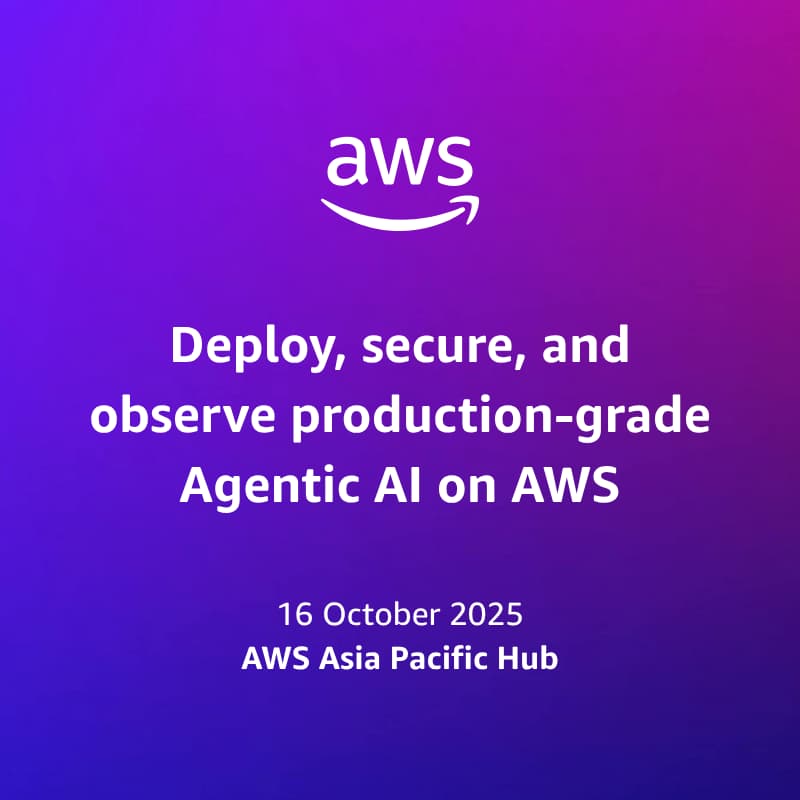 aws
Deploy, secure, and
observe production-grade
Agentic AI on AWS
16 October 2025
AWS Asia Pacific Hub